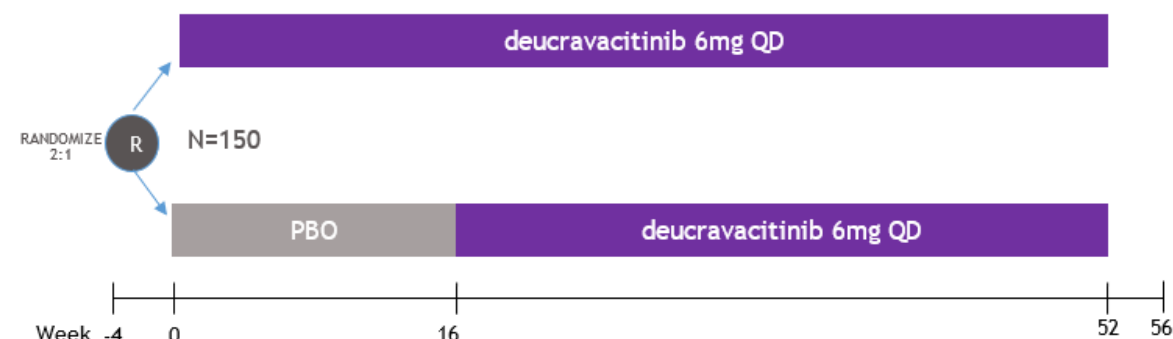 deucravacitinib 6mg QD
RANDOMIZE
2:1
R
N=150
PBO
deucravacitinib 6mg QD
Week -4 0 16 52 56